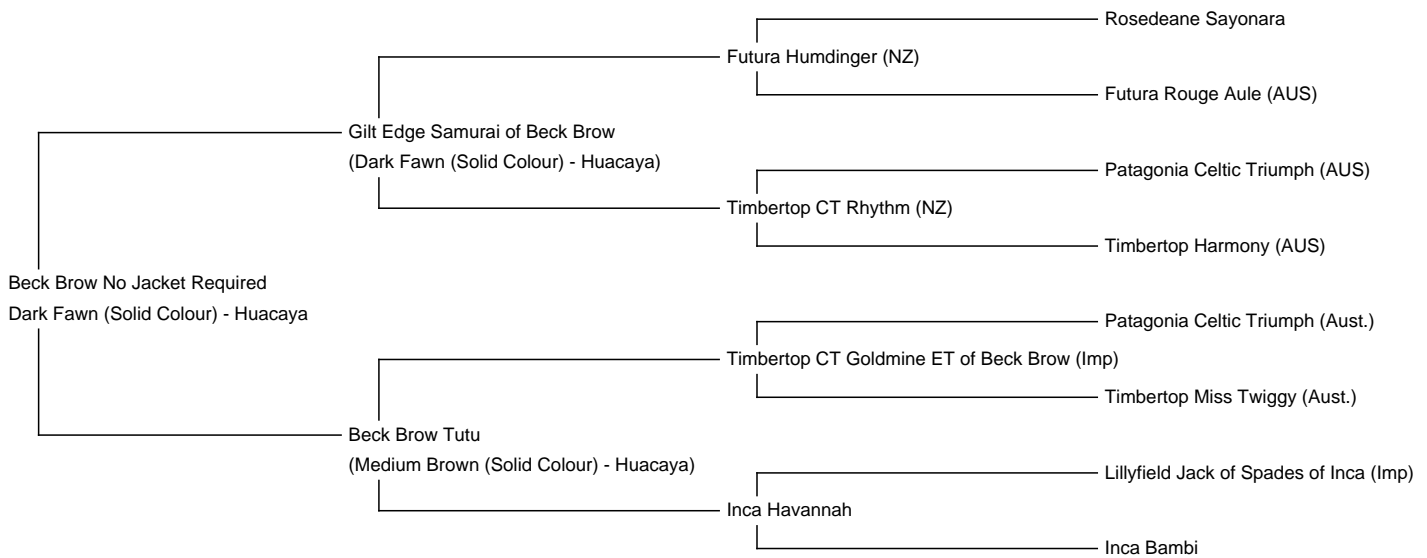 Rosedeane Sayonara
Futura Humdinger (NZ)
Futura Rouge Aule (AUS)
Gilt Edge Samurai of Beck Brow
(Dark Fawn (Solid Colour) - Huacaya)
Patagonia Celtic Triumph (AUS)
Timbertop CT Rhythm (NZ)
Timbertop Harmony (AUS)
Beck Brow No Jacket Required
Dark Fawn (Solid Colour) - Huacaya
Patagonia Celtic Triumph (Aust.)
Timbertop CT Goldmine ET of Beck Brow (Imp)
Timbertop Miss Twiggy (Aust.)
Beck Brow Tutu
(Medium Brown (Solid Colour) - Huacaya)
Lillyfield Jack of Spades of Inca (Imp)
Inca Havannah
Inca Bambi